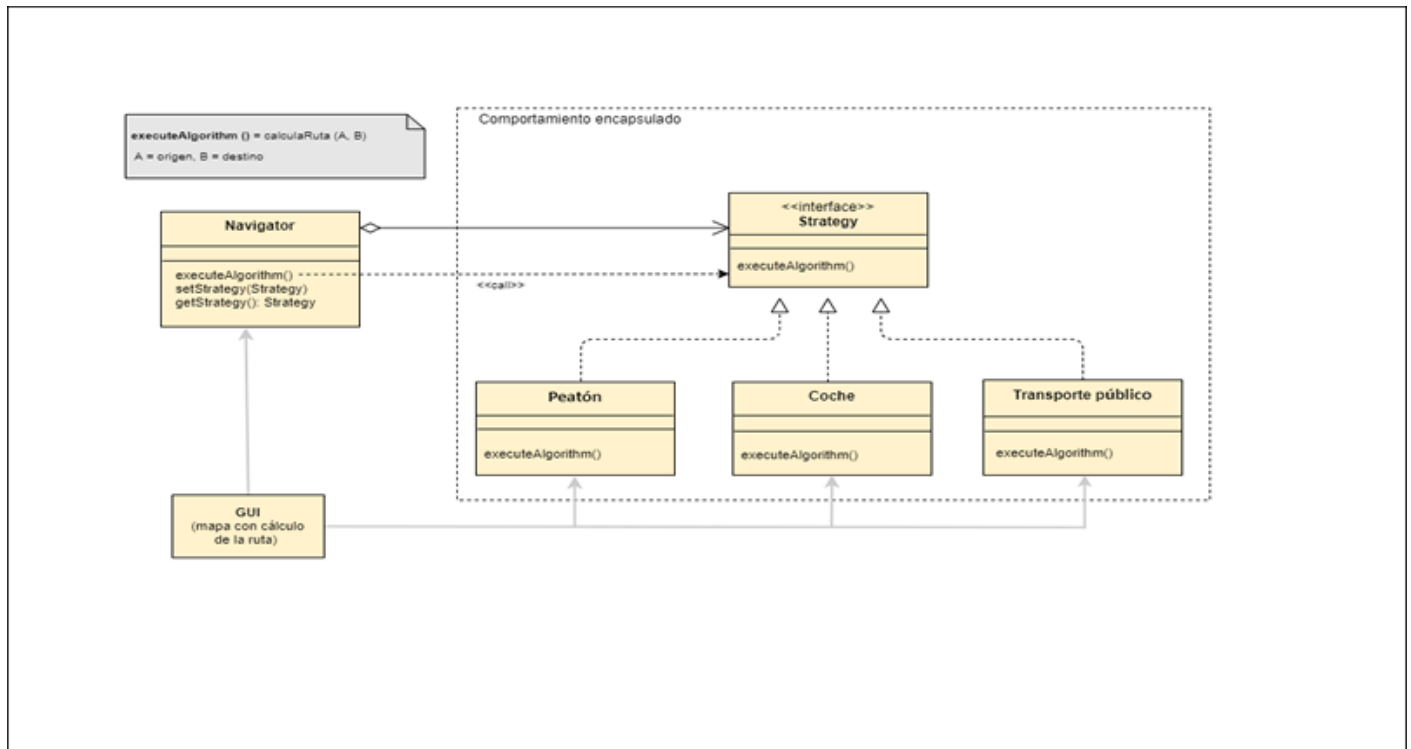 executeAlgorithm () = calculaRuta (A, B)
A = origen, B = destino
Comportamiento encapsulado
Navigator
executeAlgorithm()
setStrategy(Strategy)
getStrategy(): Strategy
<<call>>
<<interface>>
Strategy
executeAlgorithm()
Peatón
executeAlgorithm()
Coche
executeAlgorithm()
Transporte público
executeAlgorithm()
GUI
(mapa con cálculo
de la ruta)